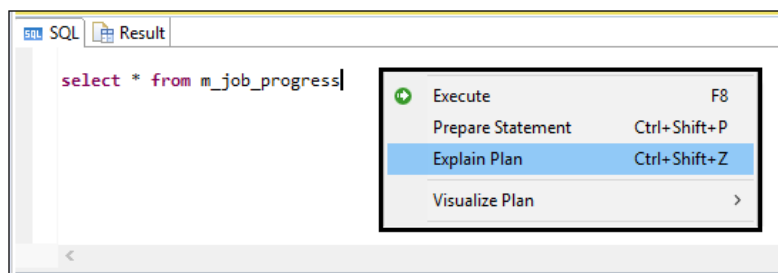 SQL Result
select * from m_job_progress
Execute F8
Prepare Statement Ctrl+Shift+P
Explain Plan Ctrl+Shift+Z
Visualize Plan >